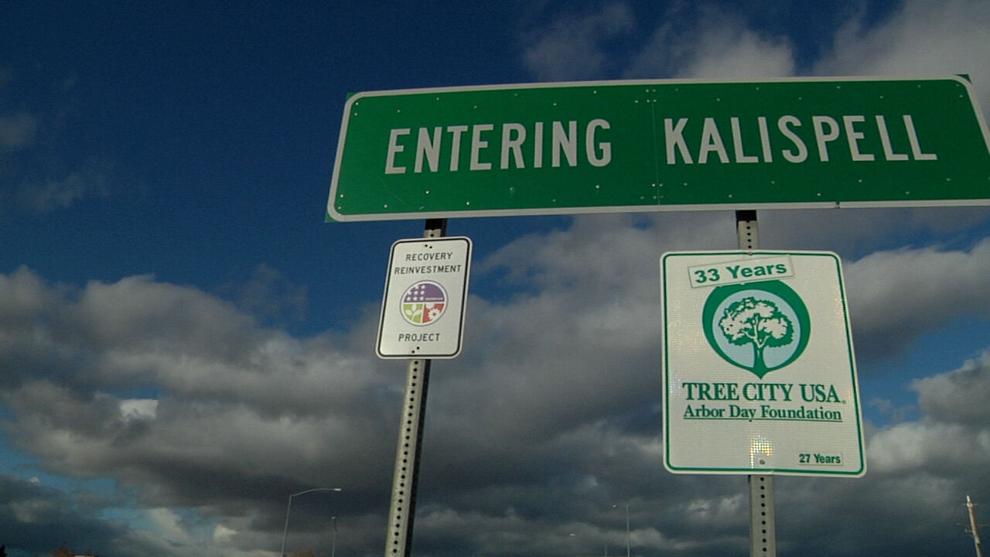 ENTERING KALISPELL
RECOVERY
REINVESTMENT
PROJECT
33 Years
TREE CITY USA
Arbor Day Foundation
27 Years